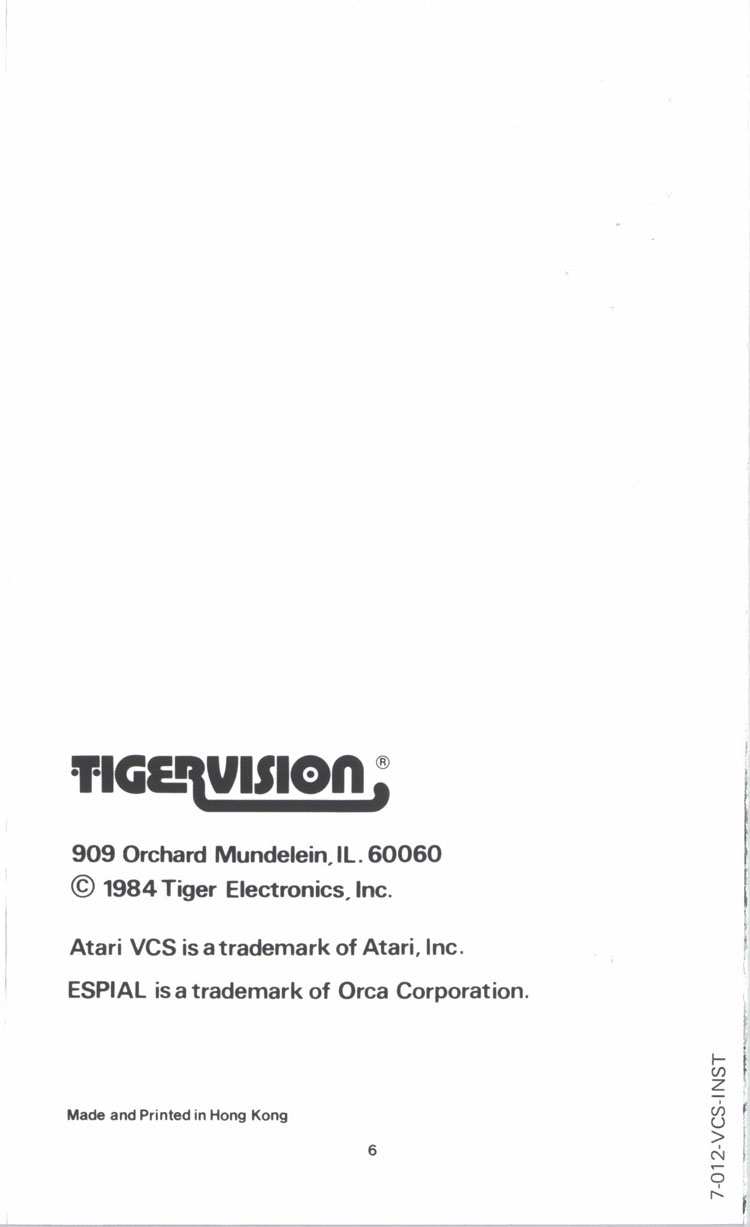 TIGERVISION®
909 Orchard Mundelein, IL. 60060
© 1984 Tiger Electronics, Inc.
Atari VCS is a trademark of Atari, Inc.
ESPIAL is a trademark of Orca Corporation.
Made and Printed in Hong Kong
6
7-012-VCS-INST